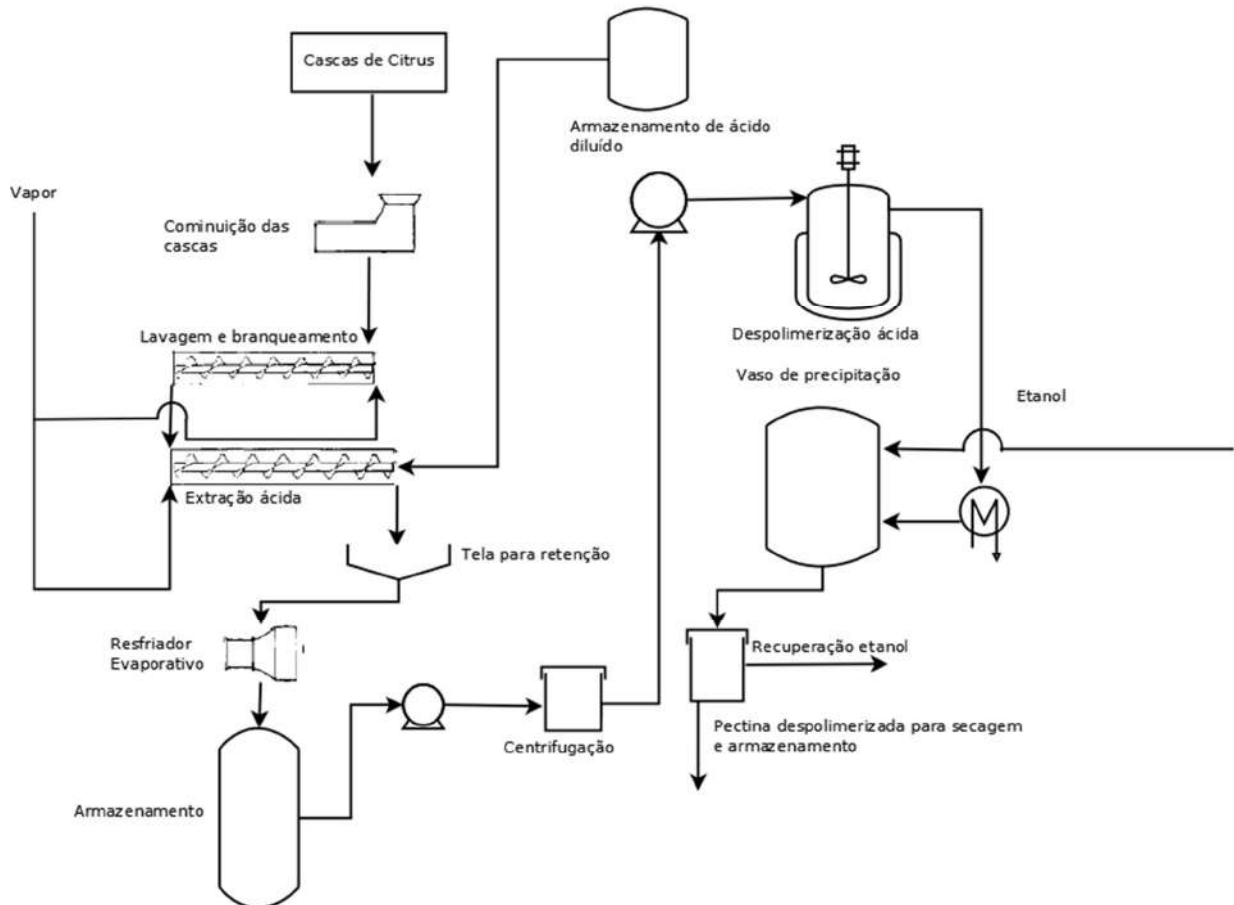 Cascas de Citrus
Armazenamento de ácido
diluído
Vapor
Cominuição das
cascas
Lavagem e branqueamento
Despolimerização ácida
Vaso de precipitação
Etanol
Extração ácida
Tela para retenção
Resfriador
Evaporativo
Recuperação etanol
Pectina despolimerizada para secagem
e armazenamento
Centrifugação
Armazenamento